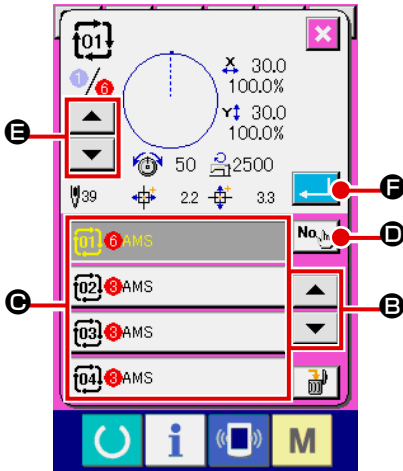 01
X 30.0
100.0%
1/6
Y 30.0
100.0%
E
50 2500
F
39 2.2 3.3
No.
D
01 6 AMS
02 3 AMS
C
B
03 3 AMS
04 3 AMS
i M